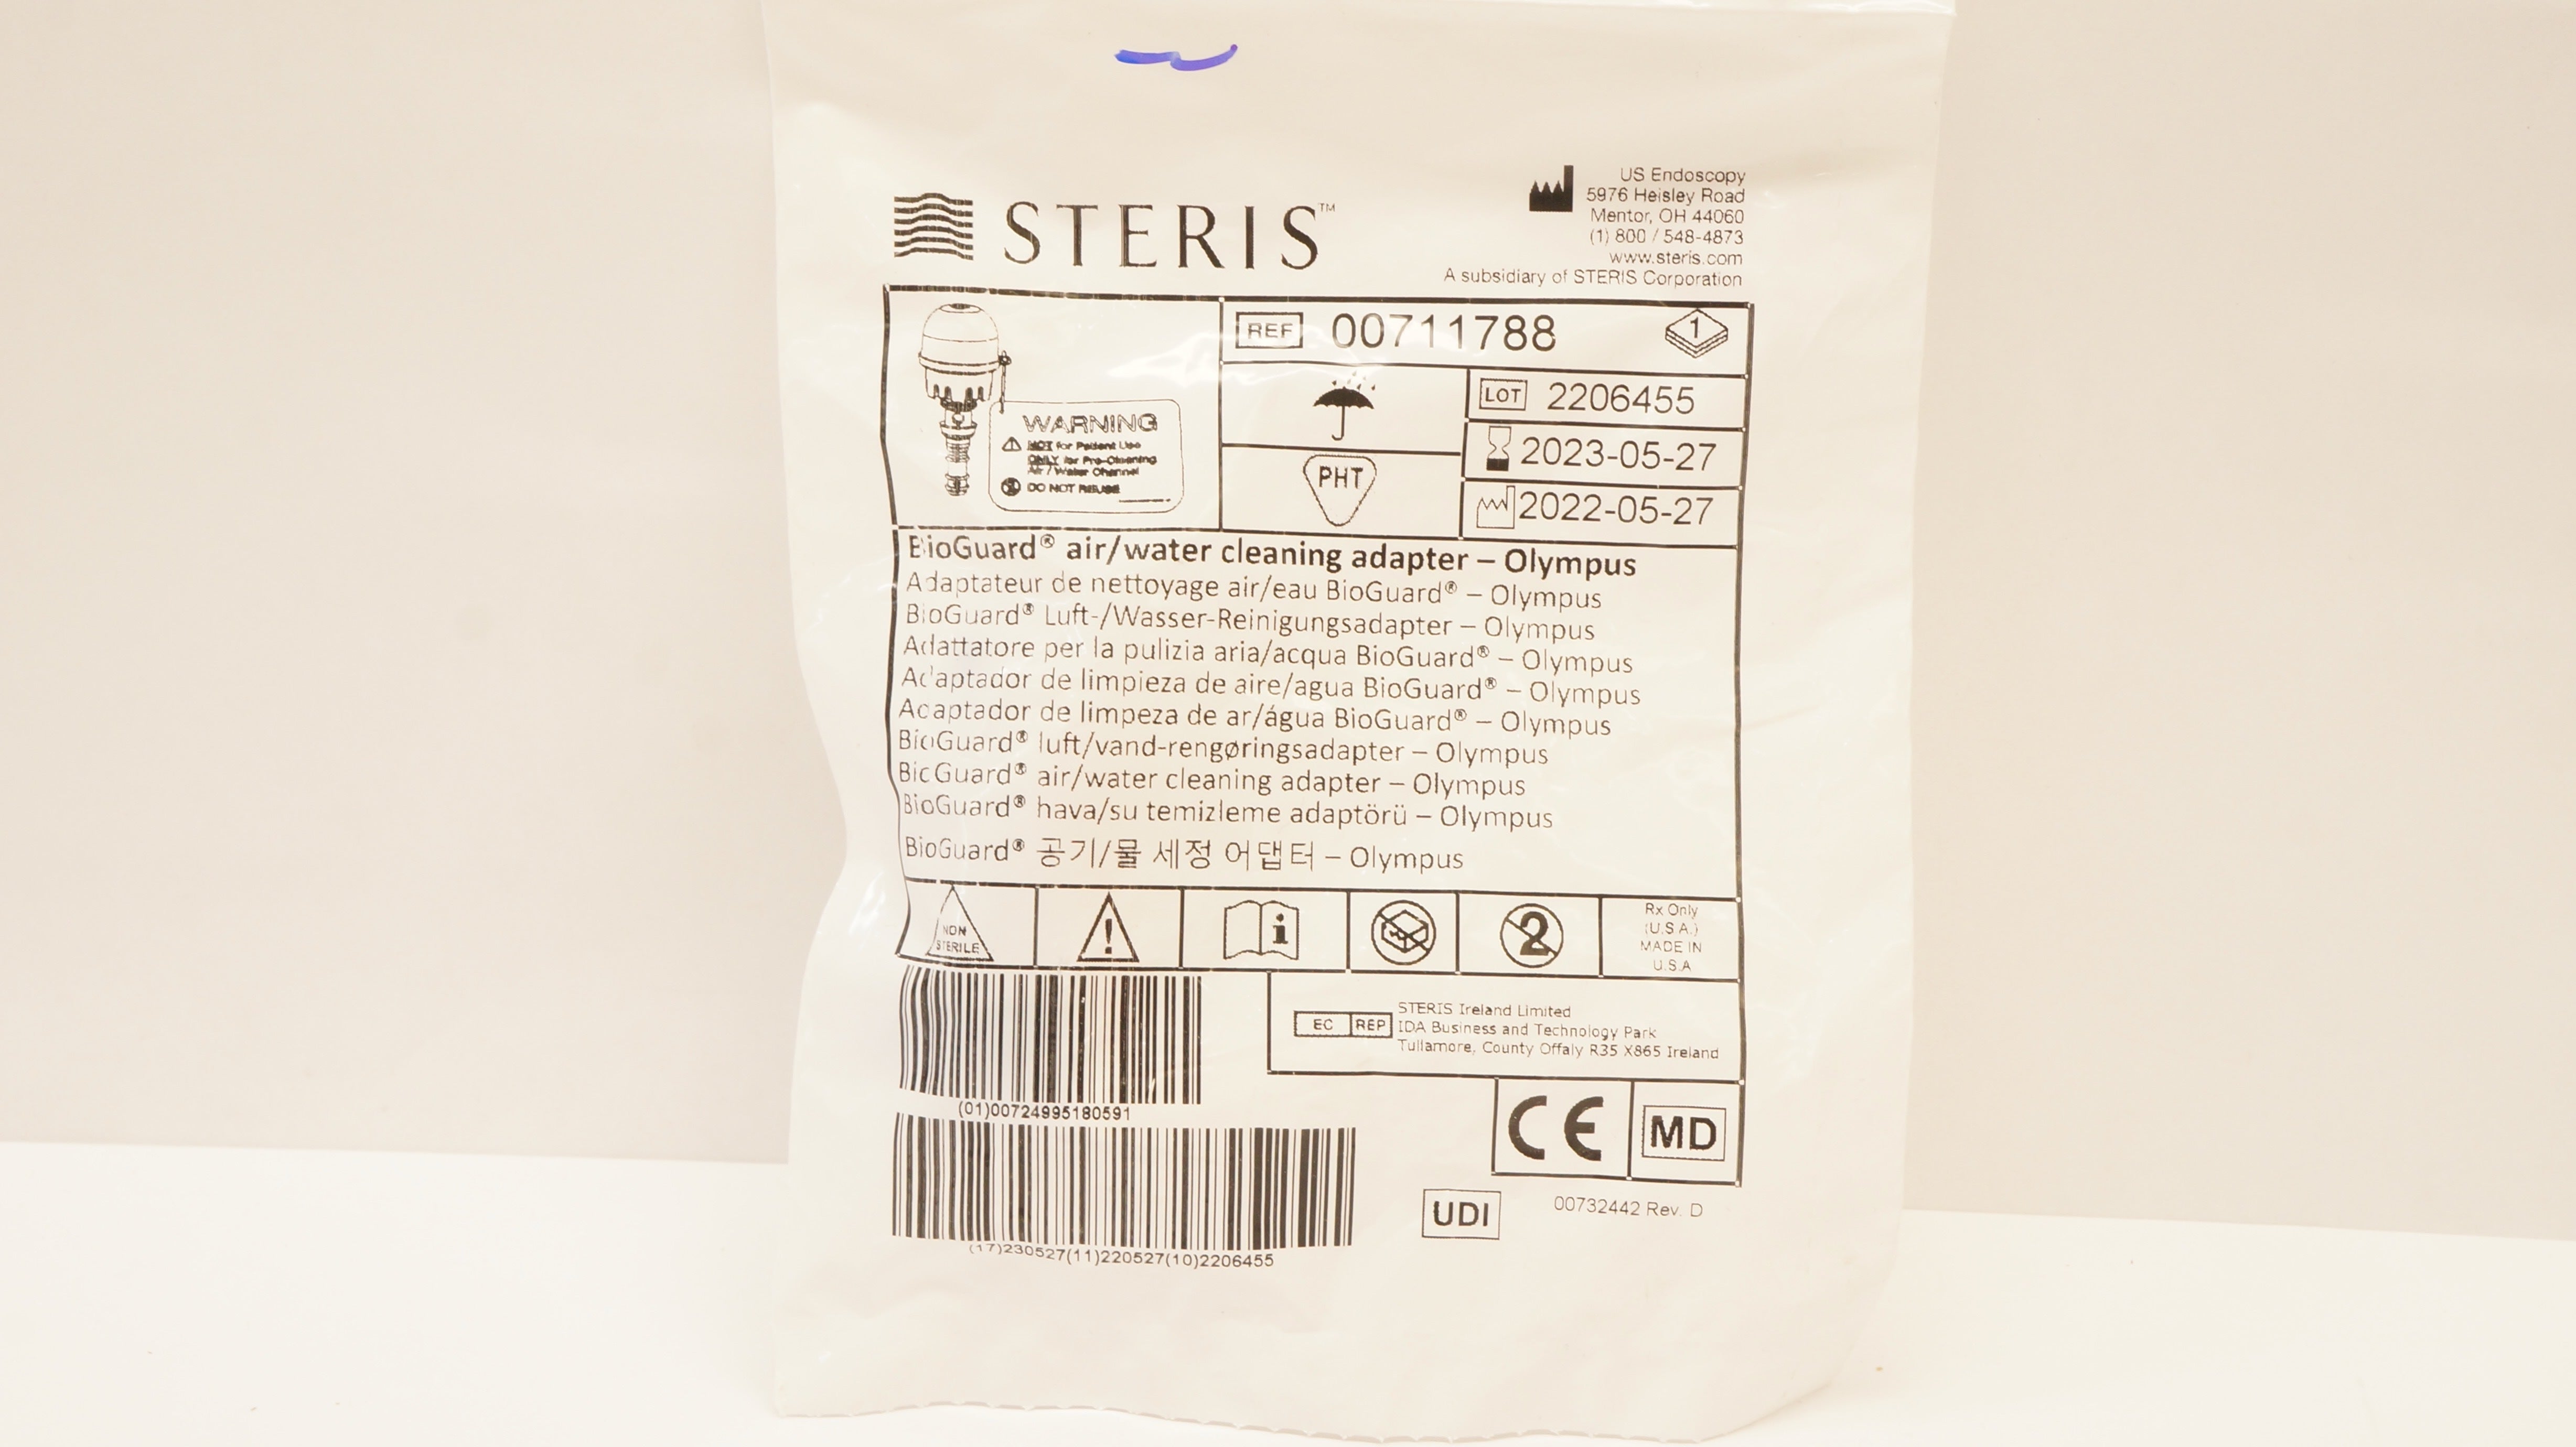 STERIS™
US Endoscopy
5976 Heisley Road
Mentor, OH 44060
(1) 800 / 548-4873
www.steris.com
A subsidiary of STERIS Corporation
WARNING
NOT for Patient Use
ONLY for Pre-Cleaning
Air / Water Channel
DO NOT REUSE
REF 00711788
1
LOT 2206455
2023-05-27
PHT
2022-05-27
BioGuard® air/water cleaning adapter – Olympus
Adaptateur de nettoyage air/eau BioGuard® – Olympus
BioGuard® Luft-/Wasser-Reinigungsadapter – Olympus
Adattatore per la pulizia aria/acqua BioGuard® – Olympus
Adaptador de limpieza de aire/agua BioGuard® – Olympus
Adaptador de limpeza de ar/água BioGuard® – Olympus
BioGuard® luft/vand-rengøringsadapter – Olympus
BioGuard® air/water cleaning adapter – Olympus
BioGuard® hava/su temizleme adaptörü – Olympus
BioGuard® 공기/물 세정 어댑터 – Olympus
NON
STERILE
!
i
2
Rx Only
(U.S.A.)
MADE IN
U.S.A
EC REP
STERIS Ireland Limited
IDA Business and Technology Park
Tullamore, County Offaly R35 X865 Ireland
(01)00724995180591
CE
MD
(17)230527(11)220527(10)2206455
UDI
00732442 Rev. D